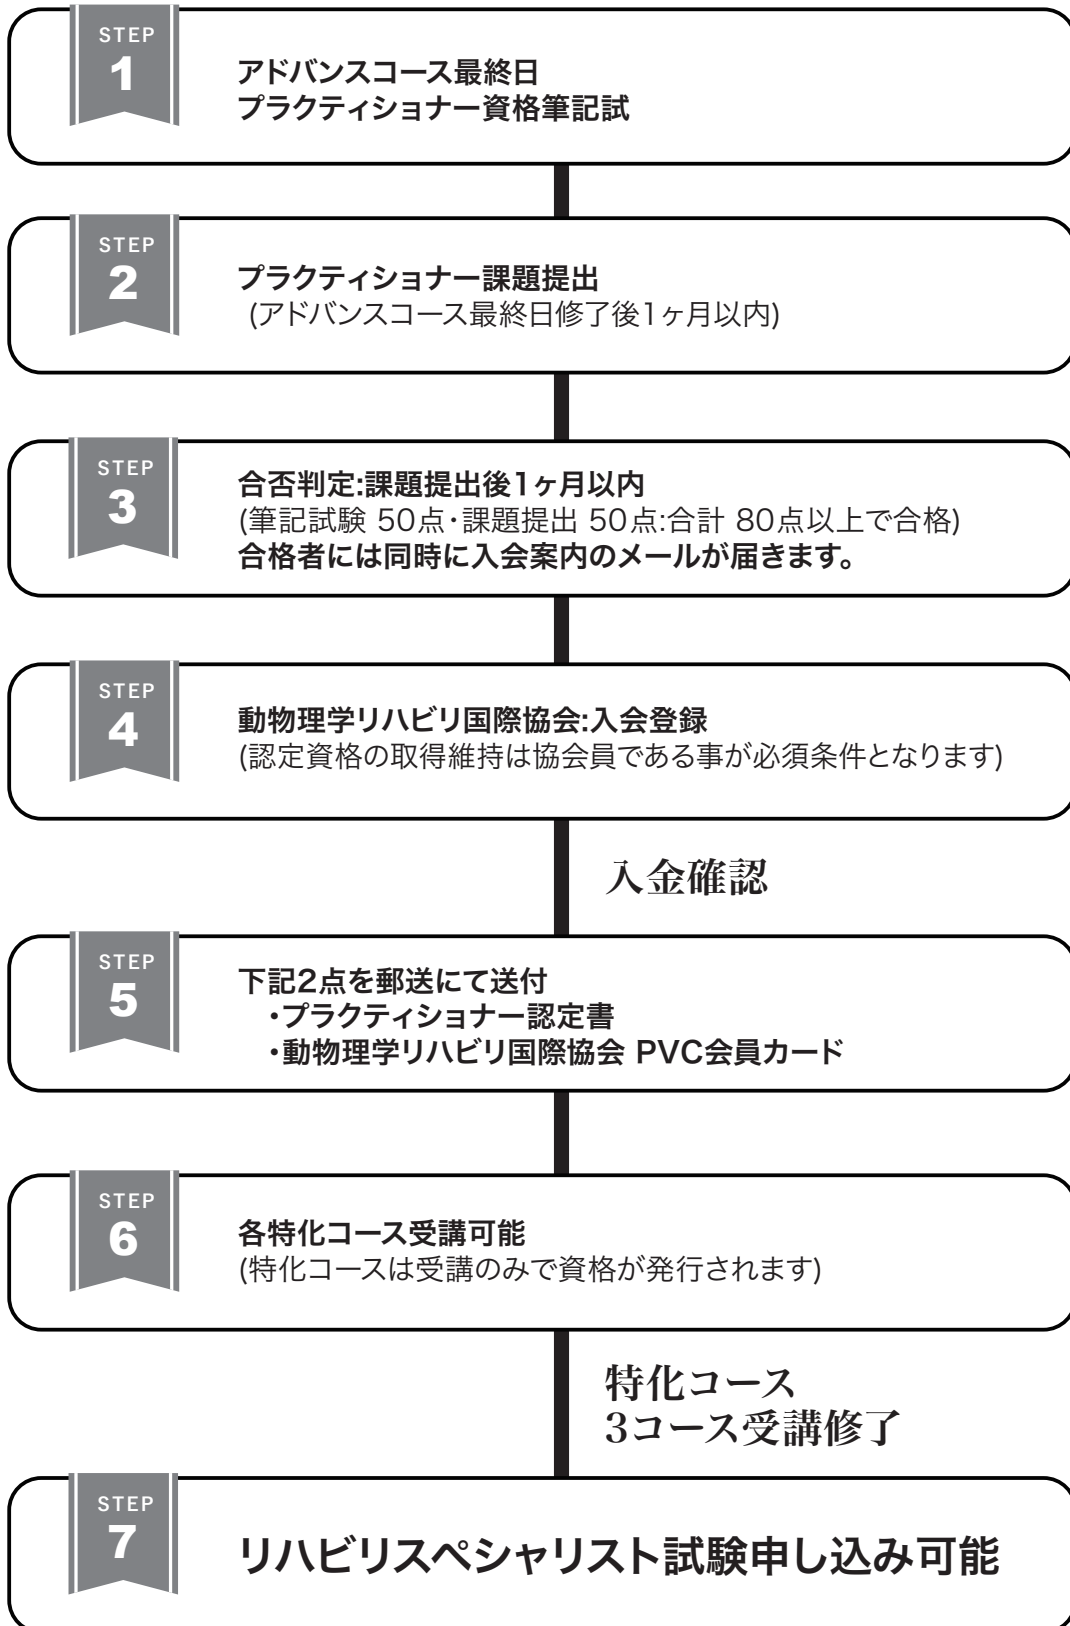 STEP
1
アドバンスコース最終日
プラクティショナー資格筆記試
STEP
2
プラクティショナー課題提出
(アドバンスコース最終日修了後1ヶ月以内)
STEP
3
合否判定:課題提出後1ヶ月以内
(筆記試験 50点・課題提出 50点:合計 80点以上で合格)
合格者には同時に入会案内のメールが届きます。
STEP
4
動物理学リハビリ国際協会:入会登録
(認定資格の取得維持は協会員である事が必須条件となります)
入金確認
STEP
5
下記2点を郵送にて送付
・プラクティショナー認定書
・動物理学リハビリ国際協会 PVC会員カード
STEP
6
各特化コース受講可能
(特化コースは受講のみで資格が発行されます)
特化コース
3コース受講修了
STEP
7
リハビリスペシャリスト試験申し込み可能